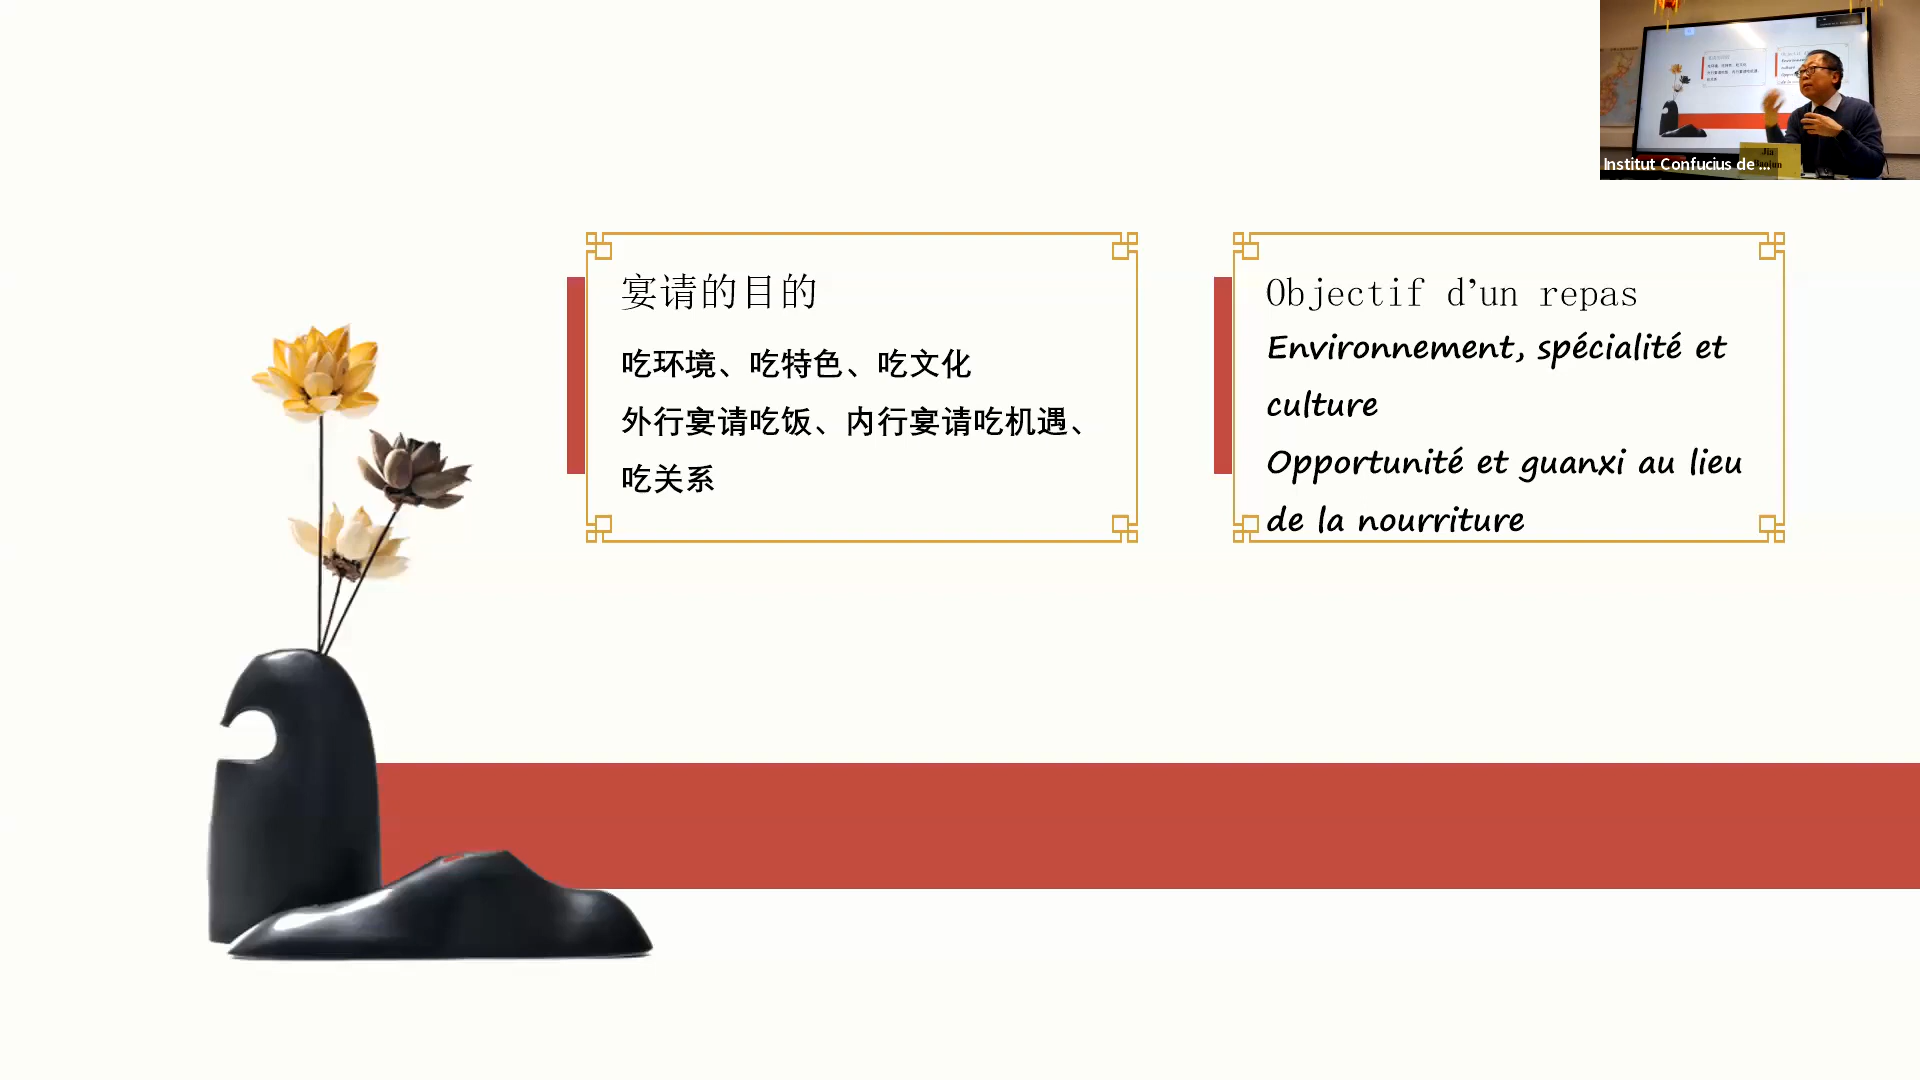 宴请的目的
吃环境、吃特色、吃文化
外行宴请吃饭、内行宴请吃机遇、
吃关系
Objectif d’un repas
Environnement, spécialité et
culture
Opportunité et guanxi au lieu
de la nourriture
Institut Confucius de ...
Jia